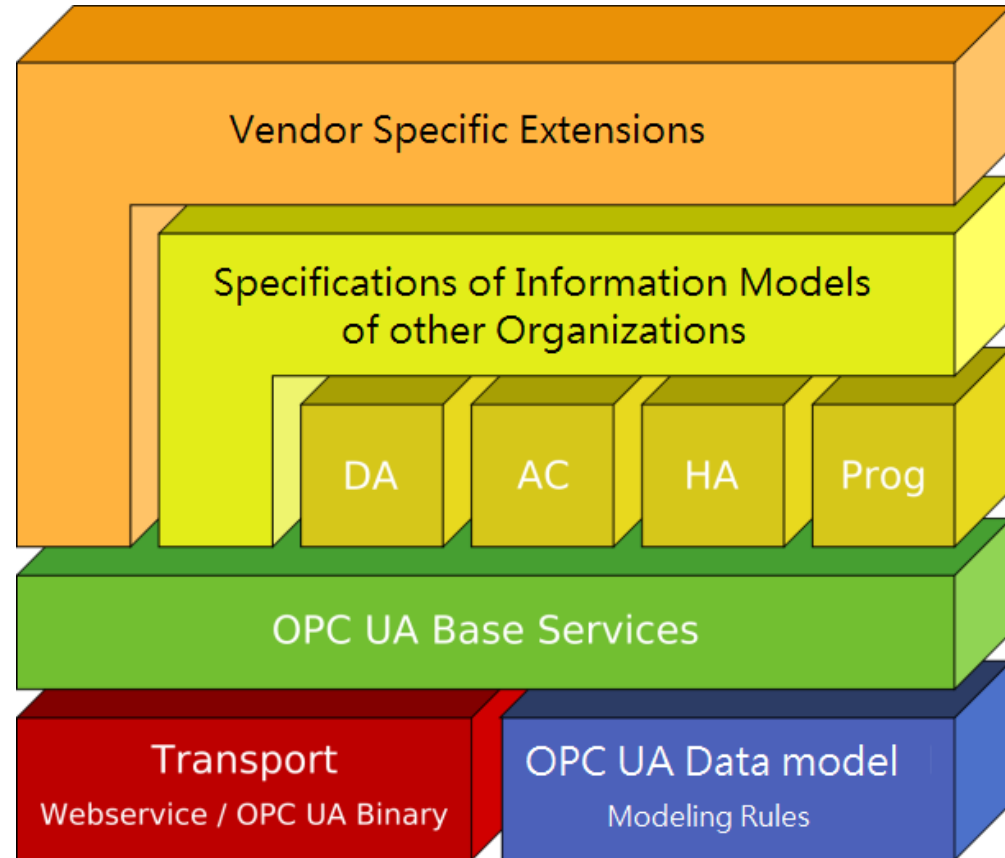 Vendor Specific Extensions
Specifications of Information Models
of other Organizations
DA
AC
HA
Prog
OPC UA Base Services
Transport
Webservice / OPC UA Binary
OPC UA Data model
Modeling Rules